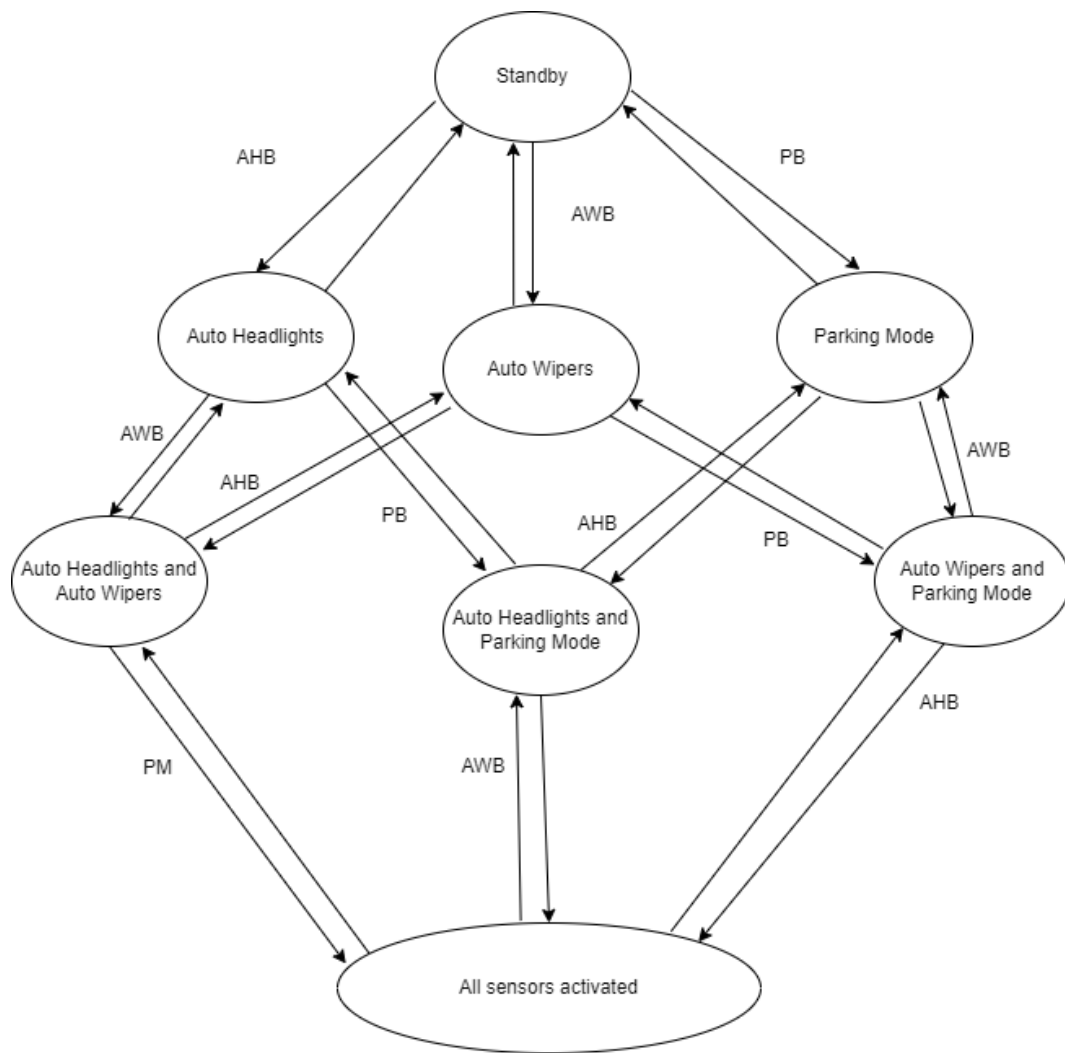 Standby
AHB
PB
AWB
Auto Headlights
Auto Wipers
Parking Mode
AWB
AHB
PB
AHB
PB
AWB
Auto Headlights and
Auto Wipers
Auto Headlights and
Parking Mode
Auto Wipers and
Parking Mode
PM
AWB
AHB
All sensors activated